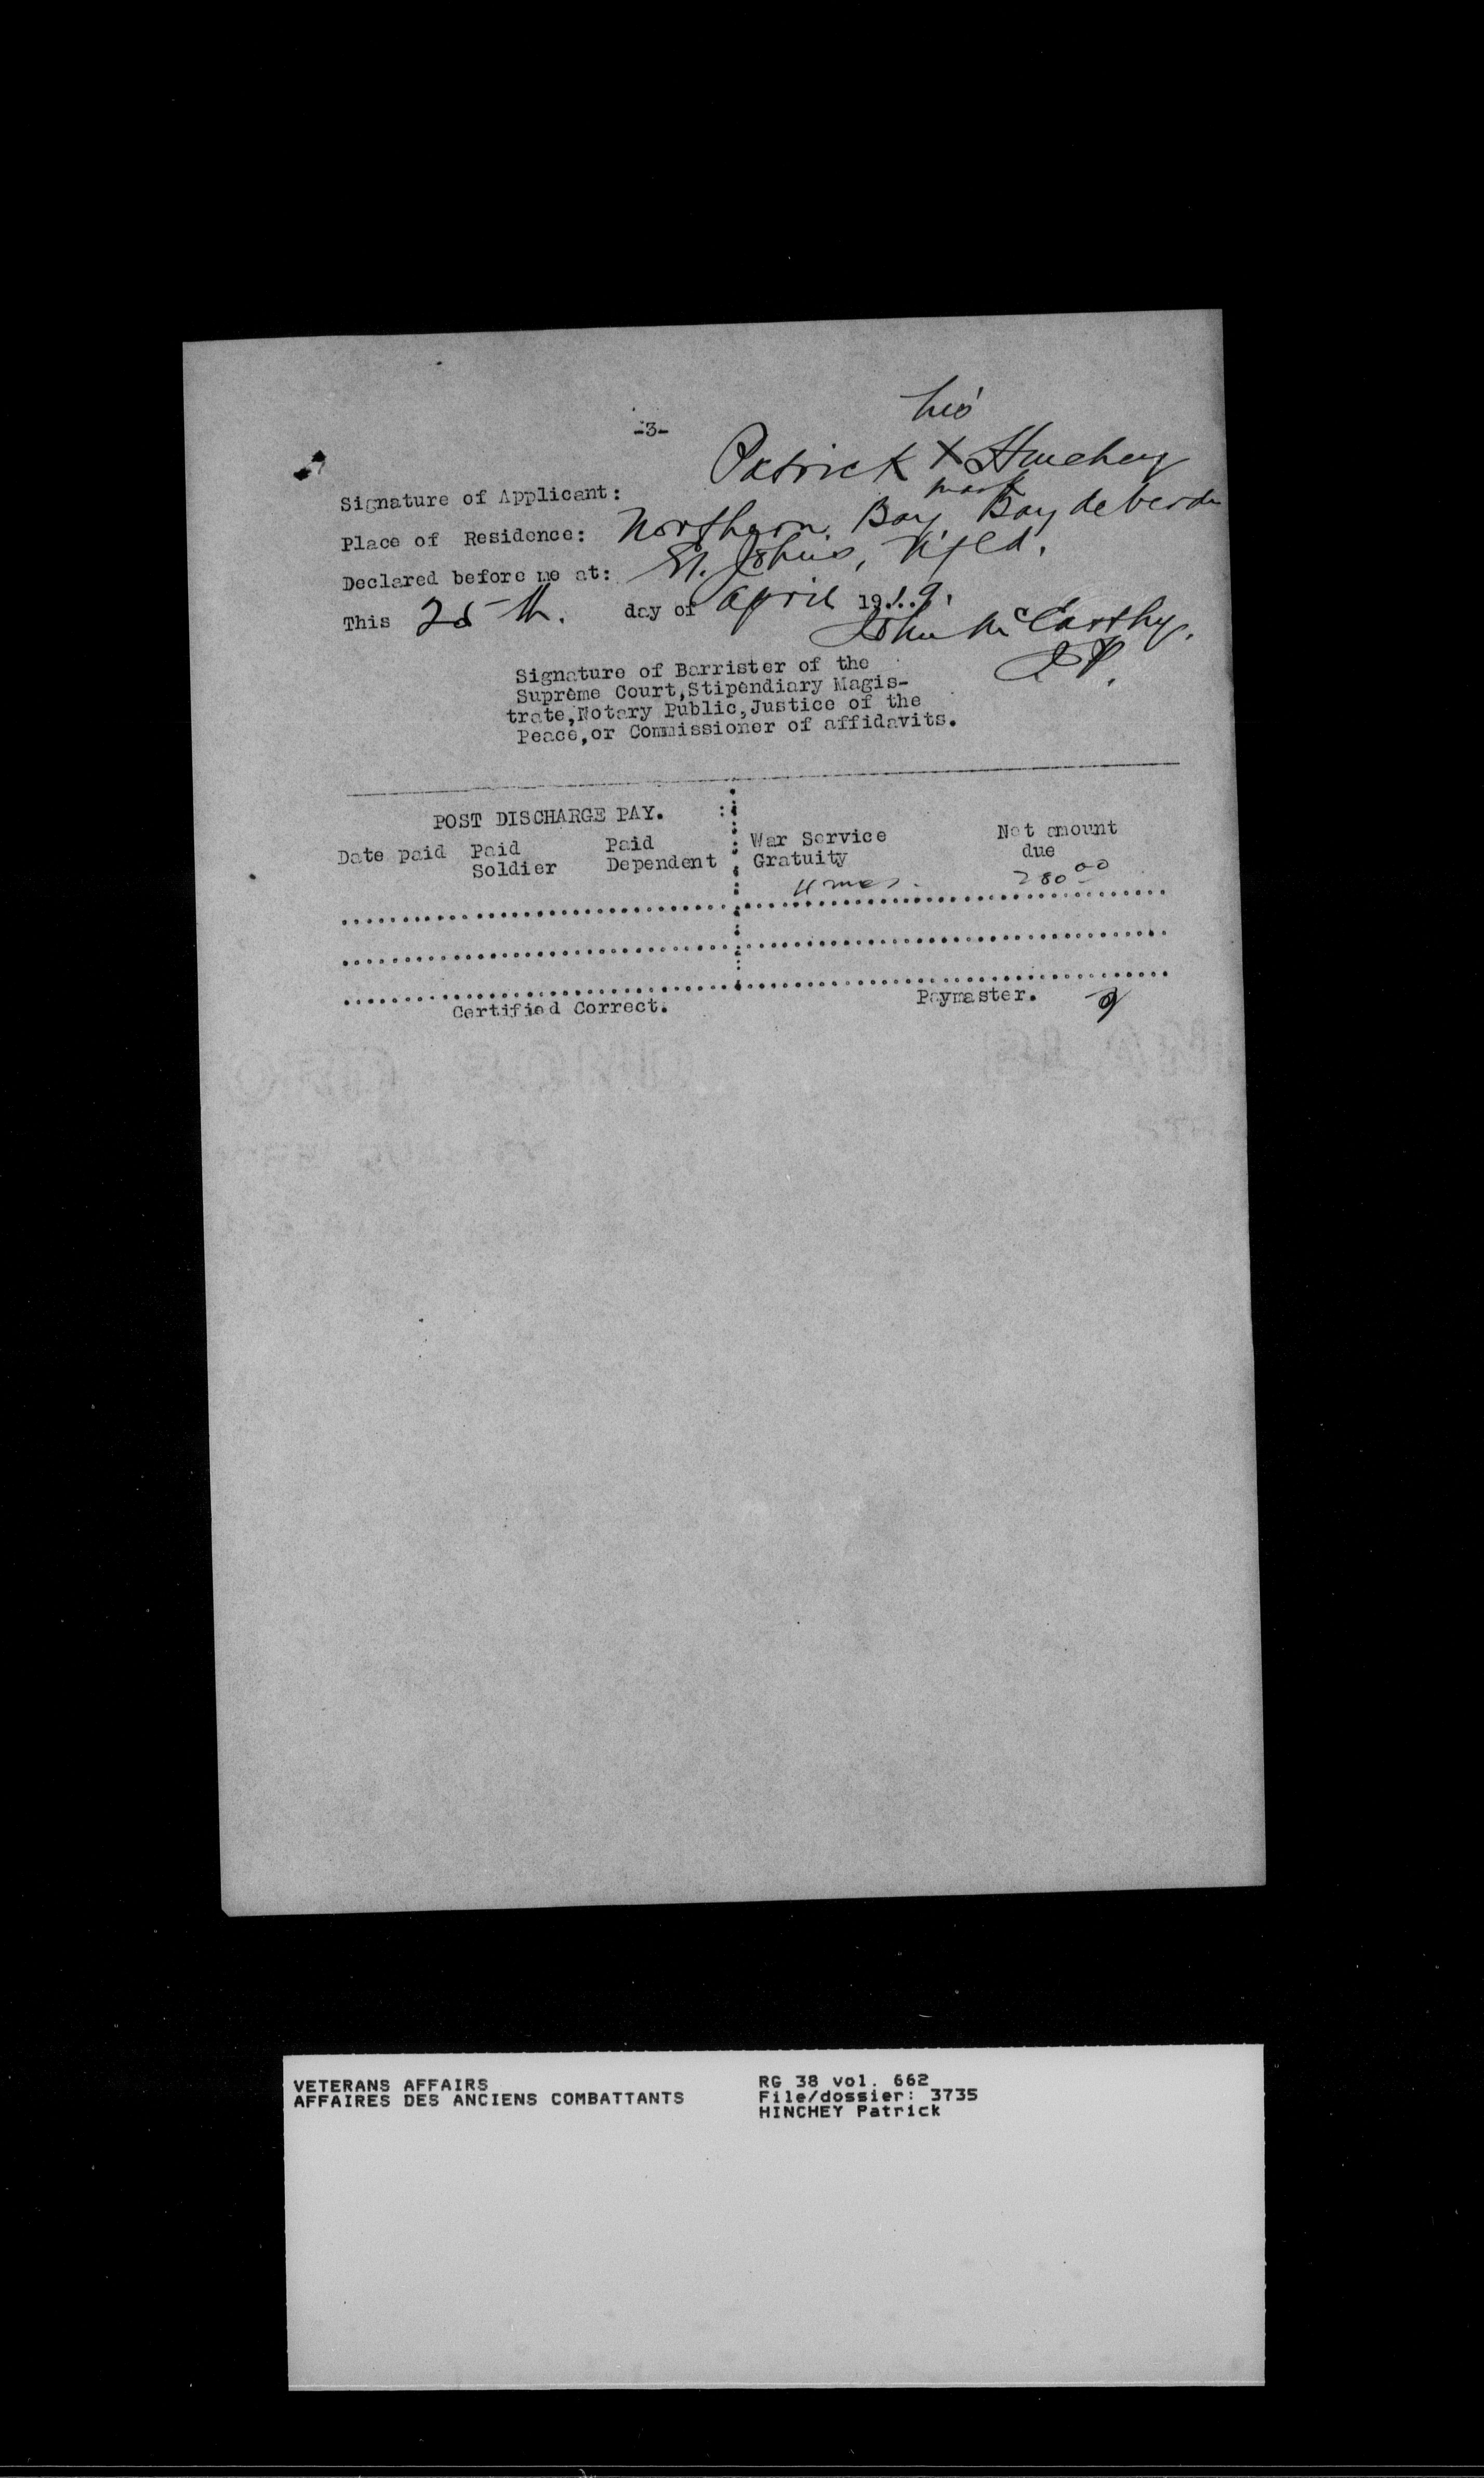 -3-
his
Patrick X Hinchey
mark
Signature of Applicant:
Place of Residence: Northern Bay, Bay de Verde
Declared before me at: St. John's, Nfld.
This 25th. day of April 1919.
John McCarthy,
J.P.
Signature of Barrister of the
Supreme Court,Stipendiary Magis-
trate,Notary Public,Justice of the
Peace,or Commissioner of affidavits.
POST DISCHARGE PAY.
Date paid Paid Soldier Paid Dependent War Service Gratuity Net amount due
4 mos. 280 00
Certified Correct. Paymaster.
VETERANS AFFAIRS
AFFAIRES DES ANCIENS COMBATTANTS
RG 38 vol. 662
File/dossier: 3735
HINCHEY Patrick